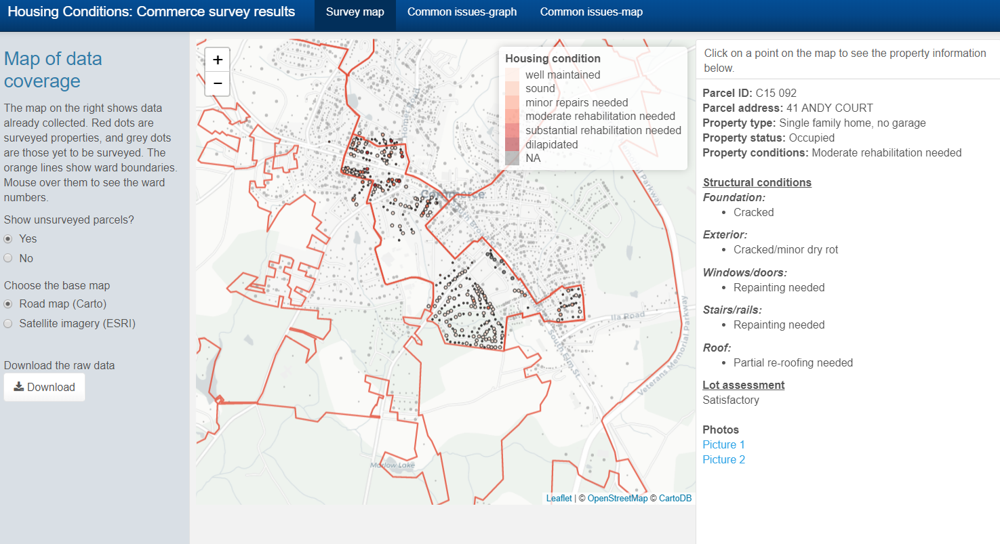 Housing Conditions: Commerce survey results
Survey map
Common issues-graph
Common issues-map
Map of data
coverage
The map on the right shows data
already collected. Red dots are
surveyed properties, and grey dots
are those yet to be surveyed. The
orange lines show ward boundaries.
Mouse over them to see the ward
numbers.
Show unsurveyed parcels?
Yes
No
Choose the base map
Road map (Carto)
Satellite imagery (ESRI)
Download the raw data
Download
+
−
Housing condition
well maintained
sound
minor repairs needed
moderate rehabilitation needed
substantial rehabilitation needed
dilapidated
NA
Homer Road
Commerce
Ila Road
South Elm St
Veterans Memorial Parkway
Marlow Lake
Leaflet | © OpenStreetMap © CartoDB
Click on a point on the map to see the property information
below.
Parcel ID: C15 092
Parcel address: 41 ANDY COURT
Property type: Single family home, no garage
Property status: Occupied
Property conditions: Moderate rehabilitation needed
Structural conditions
Foundation:
• Cracked
Exterior:
• Cracked/minor dry rot
Windows/doors:
• Repainting needed
Stairs/rails:
• Repainting needed
Roof:
• Partial re-roofing needed
Lot assessment
Satisfactory
Photos
Picture 1
Picture 2